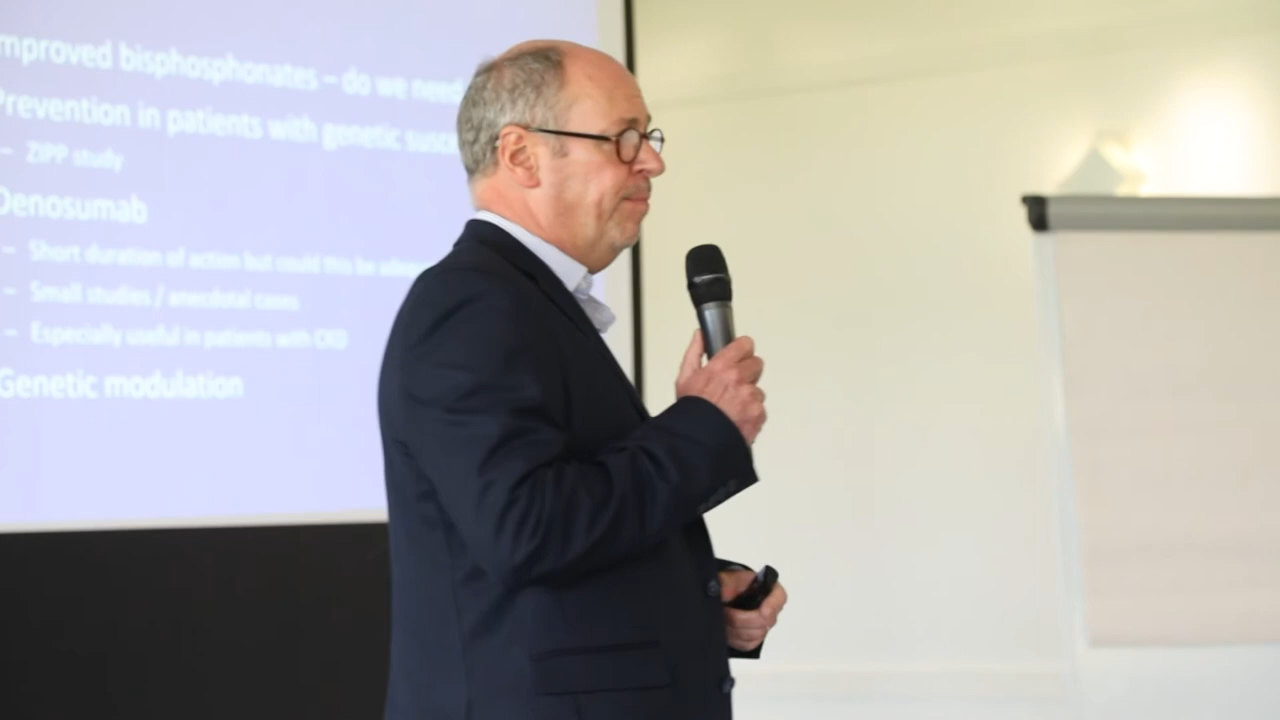 mproved bisphosphonates – do we need
Prevention in patients with genetic
– ZIPP study
Denosumab
– Short duration of action but could this be
– Small studies / anecdotal cases
– Especially useful in patients with CKD
Genetic modulation